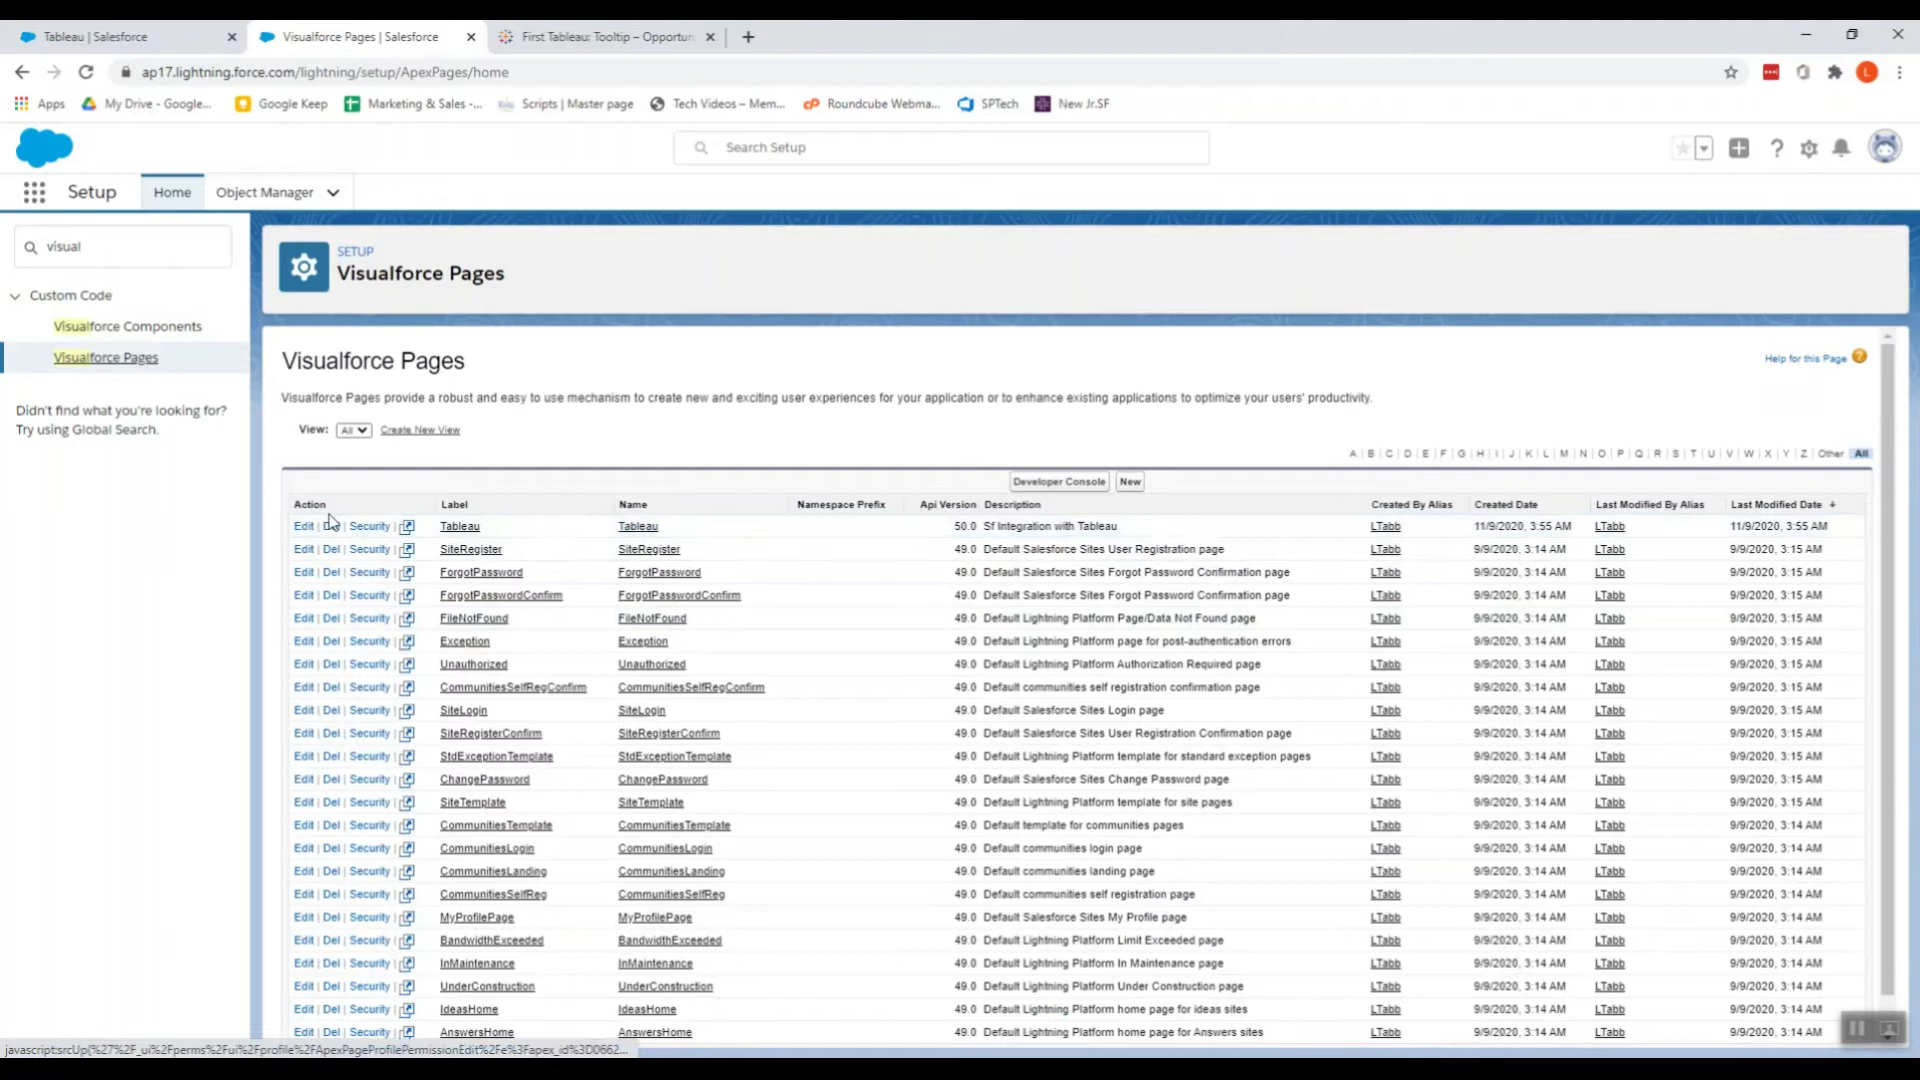 Tableau | Salesforce
Visualforce Pages | Salesforce
First Tableau: Tooltip – Opportun
ap17.lightning.force.com/lightning/setup/ApexPages/home
L
Apps
My Drive - Google...
Google Keep
Marketing & Sales -...
Scripts | Master page
Tech Videos – Mem...
Roundcube Webma...
SPTech
New Jr.SF
Search Setup
Setup
Home
Object Manager
visual
Custom Code
Visualforce Components
Visualforce Pages
Didn't find what you're looking for?
Try using Global Search.
SETUP
Visualforce Pages
Visualforce Pages
Help for this Page
Visualforce Pages provide a robust and easy to use mechanism to create new and exciting user experiences for your application or to enhance existing applications to optimize your users' productivity.
View: All Create New View
A | B | C | D | E | F | G | H | I | J | K | L | M | N | O | P | Q | R | S | T | U | V | W | X | Y | Z | Other All
Developer Console New
Action Label Name Namespace Prefix Api Version Description Created By Alias Created Date Last Modified By Alias Last Modified Date
Edit | Del | Security | Tableau Tableau 50.0 Sf Integration with Tableau LTabb 11/9/2020, 3:55 AM LTabb 11/9/2020, 3:55 AM
Edit | Del | Security | SiteRegister SiteRegister 49.0 Default Salesforce Sites User Registration page LTabb 9/9/2020, 3:14 AM LTabb 9/9/2020, 3:15 AM
Edit | Del | Security | ForgotPassword ForgotPassword 49.0 Default Salesforce Sites Forgot Password Confirmation page LTabb 9/9/2020, 3:14 AM LTabb 9/9/2020, 3:15 AM
Edit | Del | Security | ForgotPasswordConfirm ForgotPasswordConfirm 49.0 Default Salesforce Sites Forgot Password Confirmation page LTabb 9/9/2020, 3:14 AM LTabb 9/9/2020, 3:15 AM
Edit | Del | Security | FileNotFound FileNotFound 49.0 Default Lightning Platform Page/Data Not Found page LTabb 9/9/2020, 3:14 AM LTabb 9/9/2020, 3:15 AM
Edit | Del | Security | Exception Exception 49.0 Default Lightning Platform page for post-authentication errors LTabb 9/9/2020, 3:14 AM LTabb 9/9/2020, 3:15 AM
Edit | Del | Security | Unauthorized Unauthorized 49.0 Default Lightning Platform Authorization Required page LTabb 9/9/2020, 3:14 AM LTabb 9/9/2020, 3:15 AM
Edit | Del | Security | CommunitiesSelfRegConfirm CommunitiesSelfRegConfirm 49.0 Default communities self registration confirmation page LTabb 9/9/2020, 3:14 AM LTabb 9/9/2020, 3:15 AM
Edit | Del | Security | SiteLogin SiteLogin 49.0 Default Salesforce Sites Login page LTabb 9/9/2020, 3:14 AM LTabb 9/9/2020, 3:15 AM
Edit | Del | Security | SiteRegisterConfirm SiteRegisterConfirm 49.0 Default Salesforce Sites User Registration Confirmation page LTabb 9/9/2020, 3:14 AM LTabb 9/9/2020, 3:15 AM
Edit | Del | Security | StdExceptionTemplate StdExceptionTemplate 49.0 Default Lightning Platform template for standard exception pages LTabb 9/9/2020, 3:14 AM LTabb 9/9/2020, 3:15 AM
Edit | Del | Security | ChangePassword ChangePassword 49.0 Default Salesforce Sites Change Password page LTabb 9/9/2020, 3:14 AM LTabb 9/9/2020, 3:15 AM
Edit | Del | Security | SiteTemplate SiteTemplate 49.0 Default Lightning Platform template for site pages LTabb 9/9/2020, 3:14 AM LTabb 9/9/2020, 3:15 AM
Edit | Del | Security | CommunitiesTemplate CommunitiesTemplate 49.0 Default template for communities pages LTabb 9/9/2020, 3:14 AM LTabb 9/9/2020, 3:14 AM
Edit | Del | Security | CommunitiesLogin CommunitiesLogin 49.0 Default communities login page LTabb 9/9/2020, 3:14 AM LTabb 9/9/2020, 3:14 AM
Edit | Del | Security | CommunitiesLanding CommunitiesLanding 49.0 Default communities landing page LTabb 9/9/2020, 3:14 AM LTabb 9/9/2020, 3:14 AM
Edit | Del | Security | CommunitiesSelfReg CommunitiesSelfReg 49.0 Default communities self registration page LTabb 9/9/2020, 3:14 AM LTabb 9/9/2020, 3:14 AM
Edit | Del | Security | MyProfilePage MyProfilePage 49.0 Default Salesforce Sites My Profile page LTabb 9/9/2020, 3:14 AM LTabb 9/9/2020, 3:14 AM
Edit | Del | Security | BandwidthExceeded BandwidthExceeded 49.0 Default Lightning Platform Limit Exceeded page LTabb 9/9/2020, 3:14 AM LTabb 9/9/2020, 3:14 AM
Edit | Del | Security | InMaintenance InMaintenance 49.0 Default Lightning Platform In Maintenance page LTabb 9/9/2020, 3:14 AM LTabb 9/9/2020, 3:14 AM
Edit | Del | Security | UnderConstruction UnderConstruction 49.0 Default Lightning Platform Under Construction page LTabb 9/9/2020, 3:14 AM LTabb 9/9/2020, 3:14 AM
Edit | Del | Security | IdeasHome IdeasHome 49.0 Default Lightning Platform home page for ideas sites LTabb 9/9/2020, 3:14 AM LTabb 9/9/2020, 3:14 AM
Edit | Del | Security | AnswersHome AnswersHome 49.0 Default Lightning Platform home page for Answers sites LTabb 9/9/2020, 3:14 AM LTabb 9/9/2020, 3:14 AM
javascript:srcUp(%27%2F_ui%2Fperms%2Fui%2Fprofile%2FApexPageProfilePermissionEdit%2Fe%3Fapex_id%3D0662...